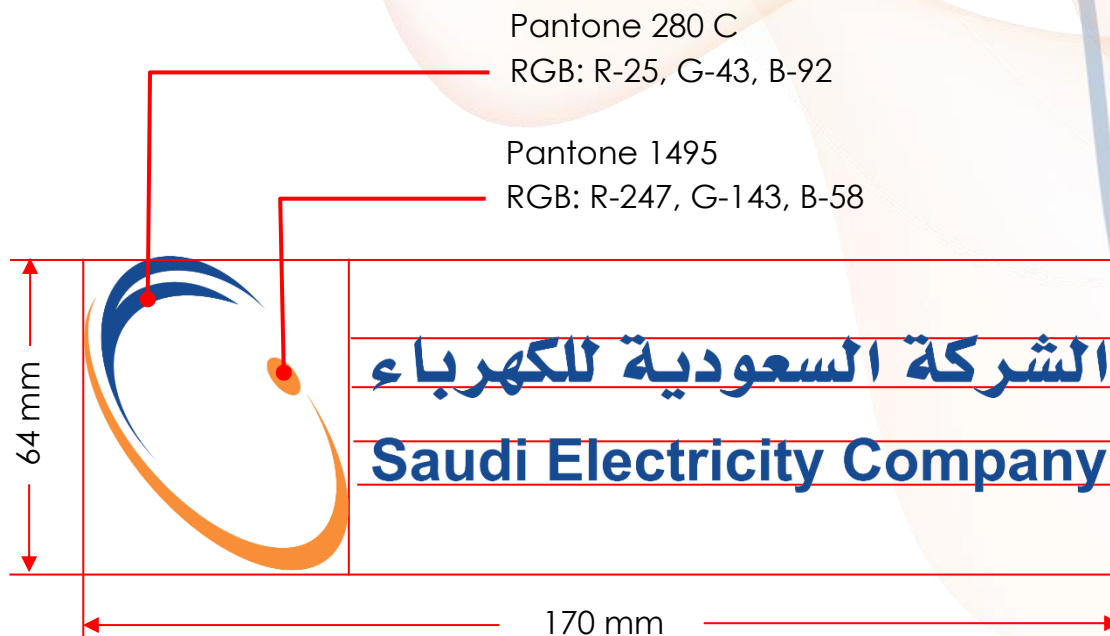 Pantone 280 C
RGB: R-25, G-43, B-92
Pantone 1495
RGB: R-247, G-143, B-58
64 mm
الشركة السعودية للكهرباء
Saudi Electricity Company
170 mm